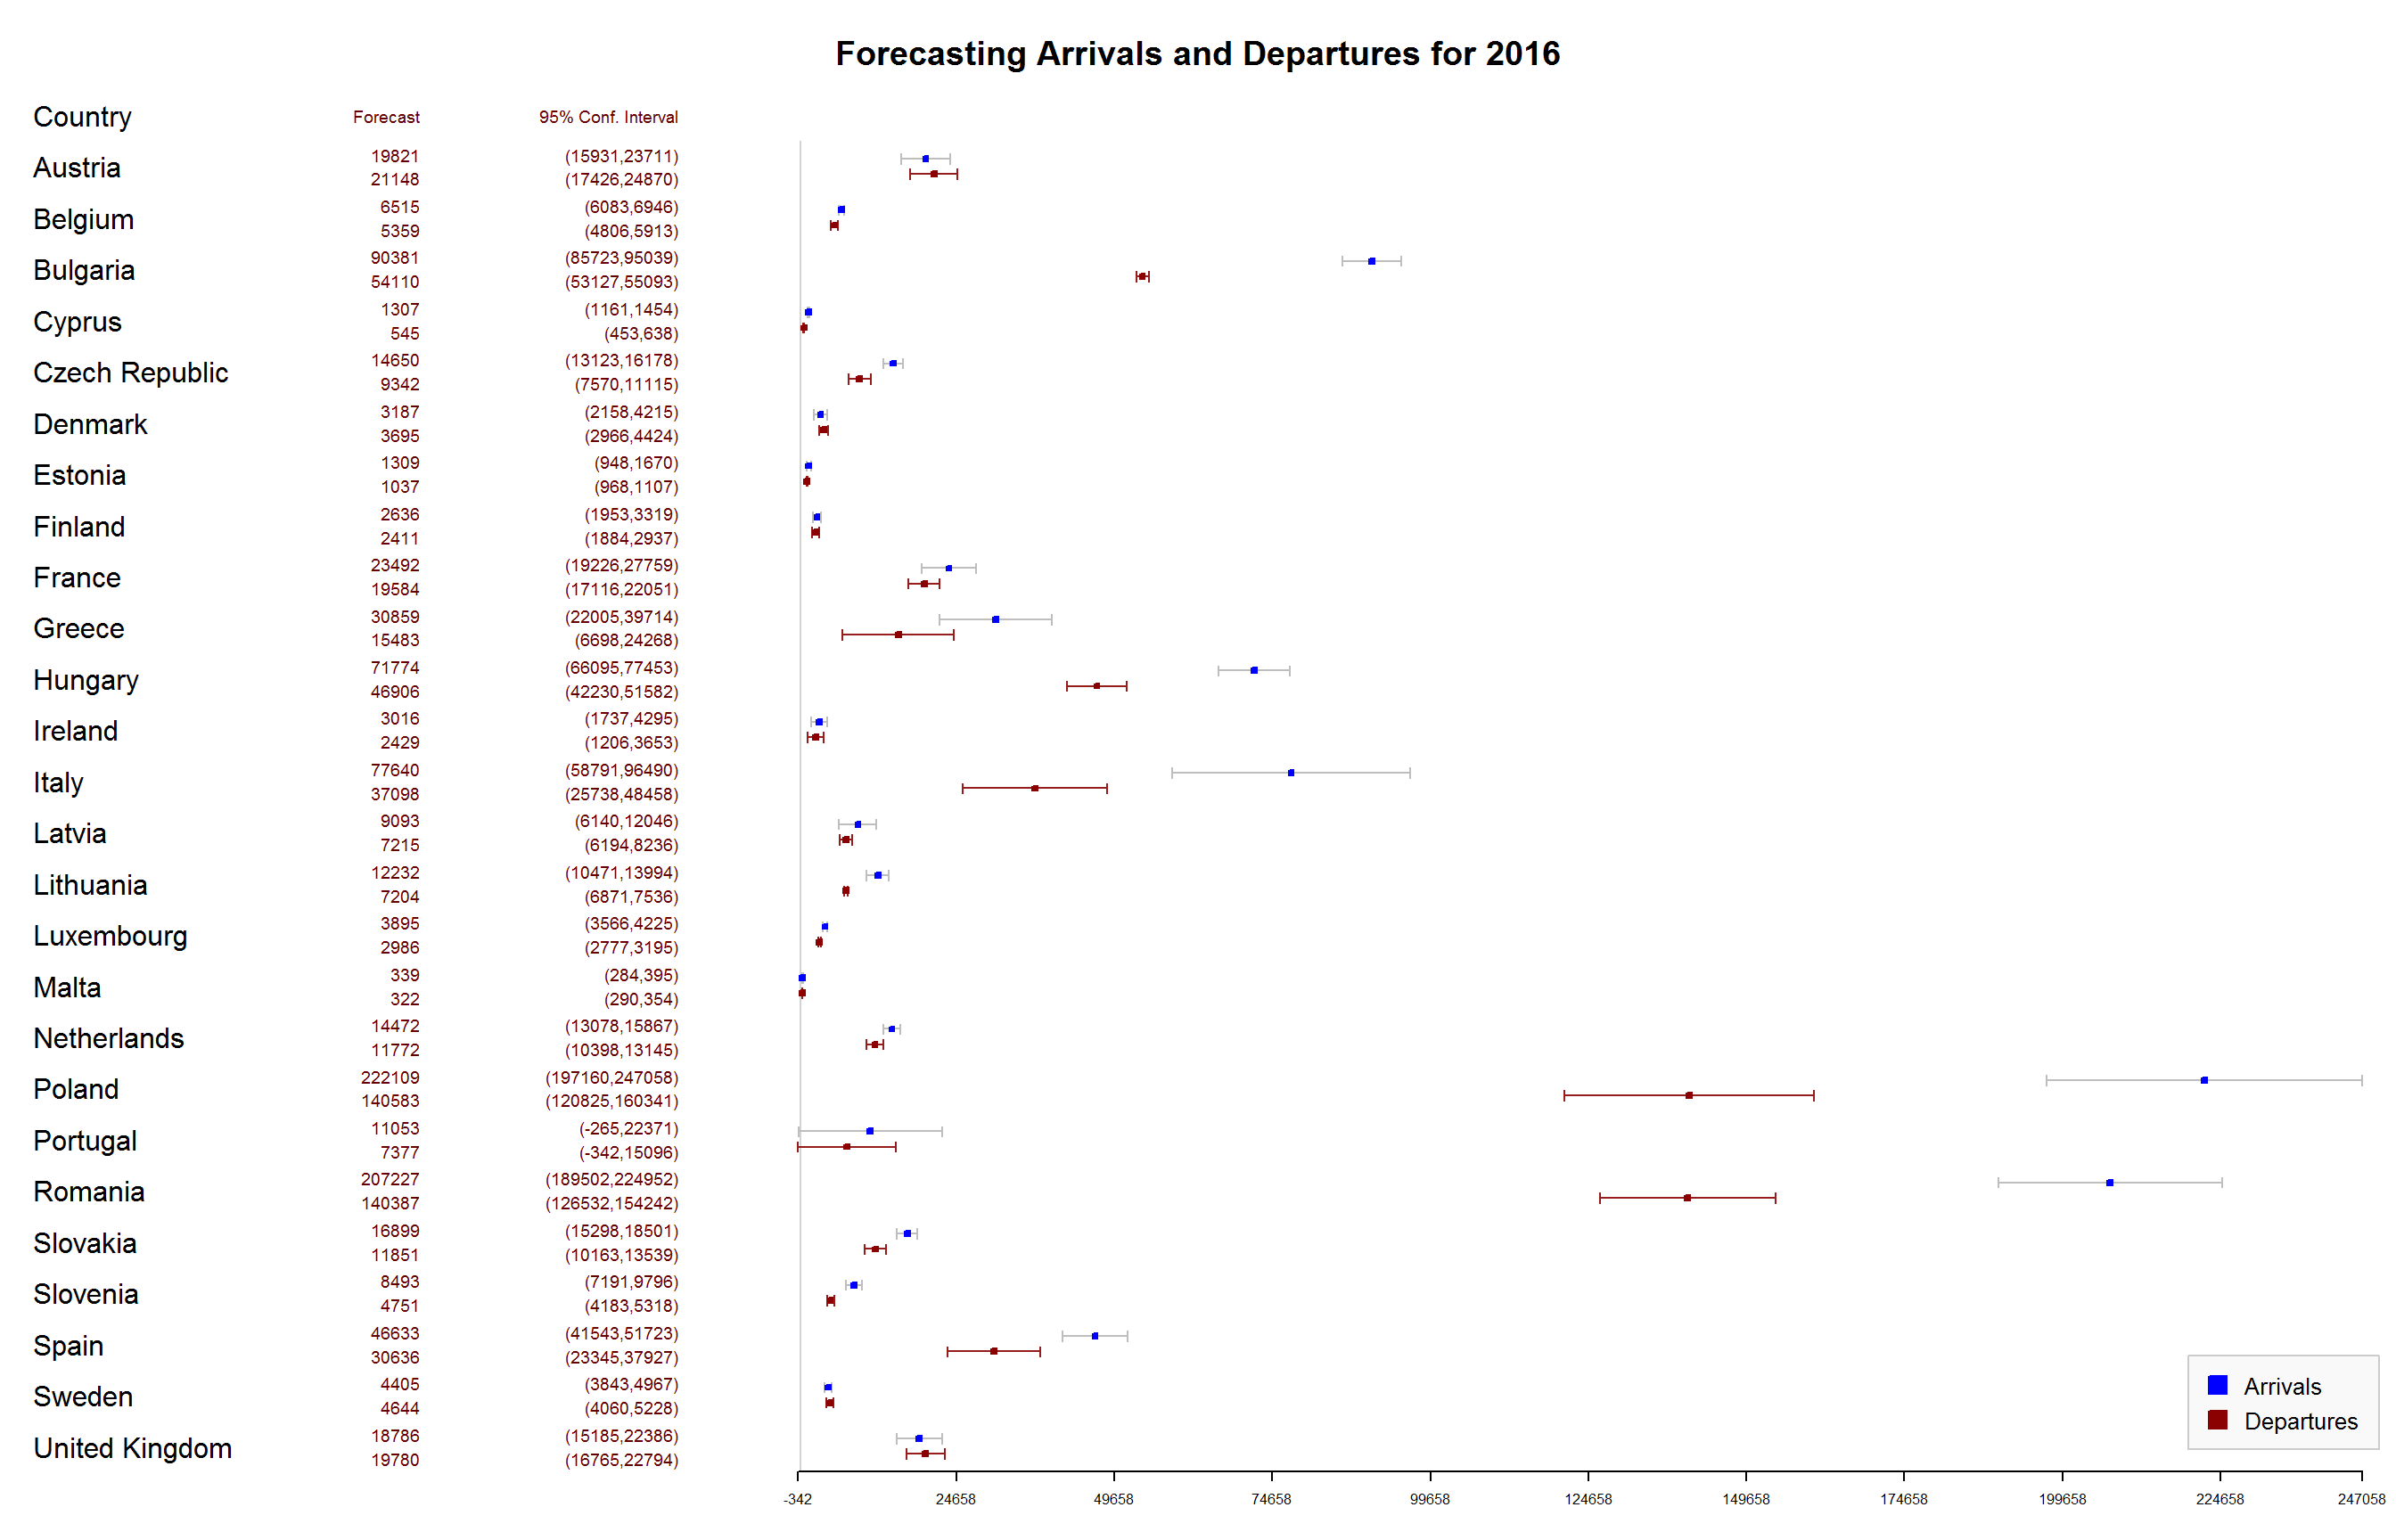 Forecasting Arrivals and Departures for 2016
Country Forecast 95% Conf. Interval
Austria
19821 (15931,23711)
21148 (17426,24870)
Belgium
6515 (6083,6946)
5359 (4806,5913)
Bulgaria
90381 (85723,95039)
54110 (53127,55093)
Cyprus
1307 (1161,1454)
545 (453,638)
Czech Republic
14650 (13123,16178)
9342 (7570,11115)
Denmark
3187 (2158,4215)
3695 (2966,4424)
Estonia
1309 (948,1670)
1037 (968,1107)
Finland
2636 (1953,3319)
2411 (1884,2937)
France
23492 (19226,27759)
19584 (17116,22051)
Greece
30859 (22005,39714)
15483 (6698,24268)
Hungary
71774 (66095,77453)
46906 (42230,51582)
Ireland
3016 (1737,4295)
2429 (1206,3653)
Italy
77640 (58791,96490)
37098 (25738,48458)
Latvia
9093 (6140,12046)
7215 (6194,8236)
Lithuania
12232 (10471,13994)
7204 (6871,7536)
Luxembourg
3895 (3566,4225)
2986 (2777,3195)
Malta
339 (284,395)
322 (290,354)
Netherlands
14472 (13078,15867)
11772 (10398,13145)
Poland
222109 (197160,247058)
140583 (120825,160341)
Portugal
11053 (-265,22371)
7377 (-342,15096)
Romania
207227 (189502,224952)
140387 (126532,154242)
Slovakia
16899 (15298,18501)
11851 (10163,13539)
Slovenia
8493 (7191,9796)
4751 (4183,5318)
Spain
46633 (41543,51723)
30636 (23345,37927)
Sweden
4405 (3843,4967)
4644 (4060,5228)
United Kingdom
18786 (15185,22386)
19780 (16765,22794)
Arrivals
Departures
-342 24658 49658 74658 99658 124658 149658 174658 199658 224658 247058